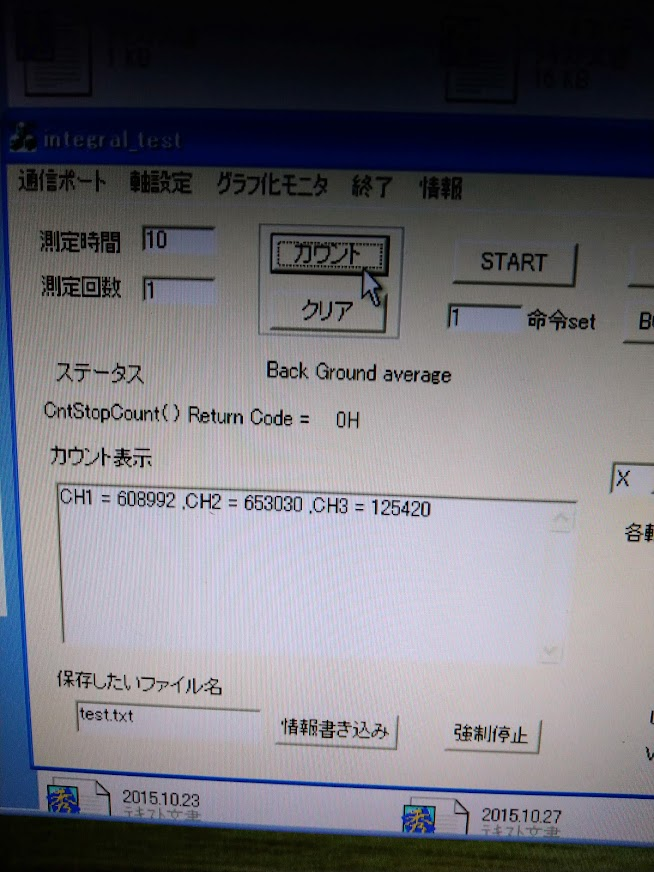 1 KB
16 KB
integral_test
通信ポート 軸設定 グラフ化モニタ 終了 情報
測定時間 10 カウント START
測定回数 1 クリア 1 命令set
ステータス Back Ground average
CntStopCount() Return Code = 0H
カウント表示
X
CH1 = 608992 ,CH2 = 653030 ,CH3 = 125420
保存したいファイル名
test.txt 情報書き込み 強制停止
秀 2015.10.23 秀 2015.10.27
テキスト文書 テキスト文書